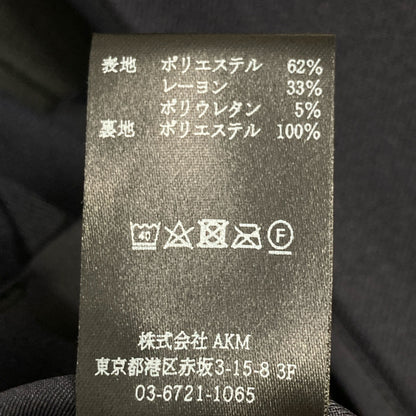 表地 ポリエステル 62%
レーヨン 33%
ポリウレタン 5%
裏地 ポリエステル 100%
40 F
株式会社 AKM
東京都港区赤坂3-15-8 3F
03-6721-1065